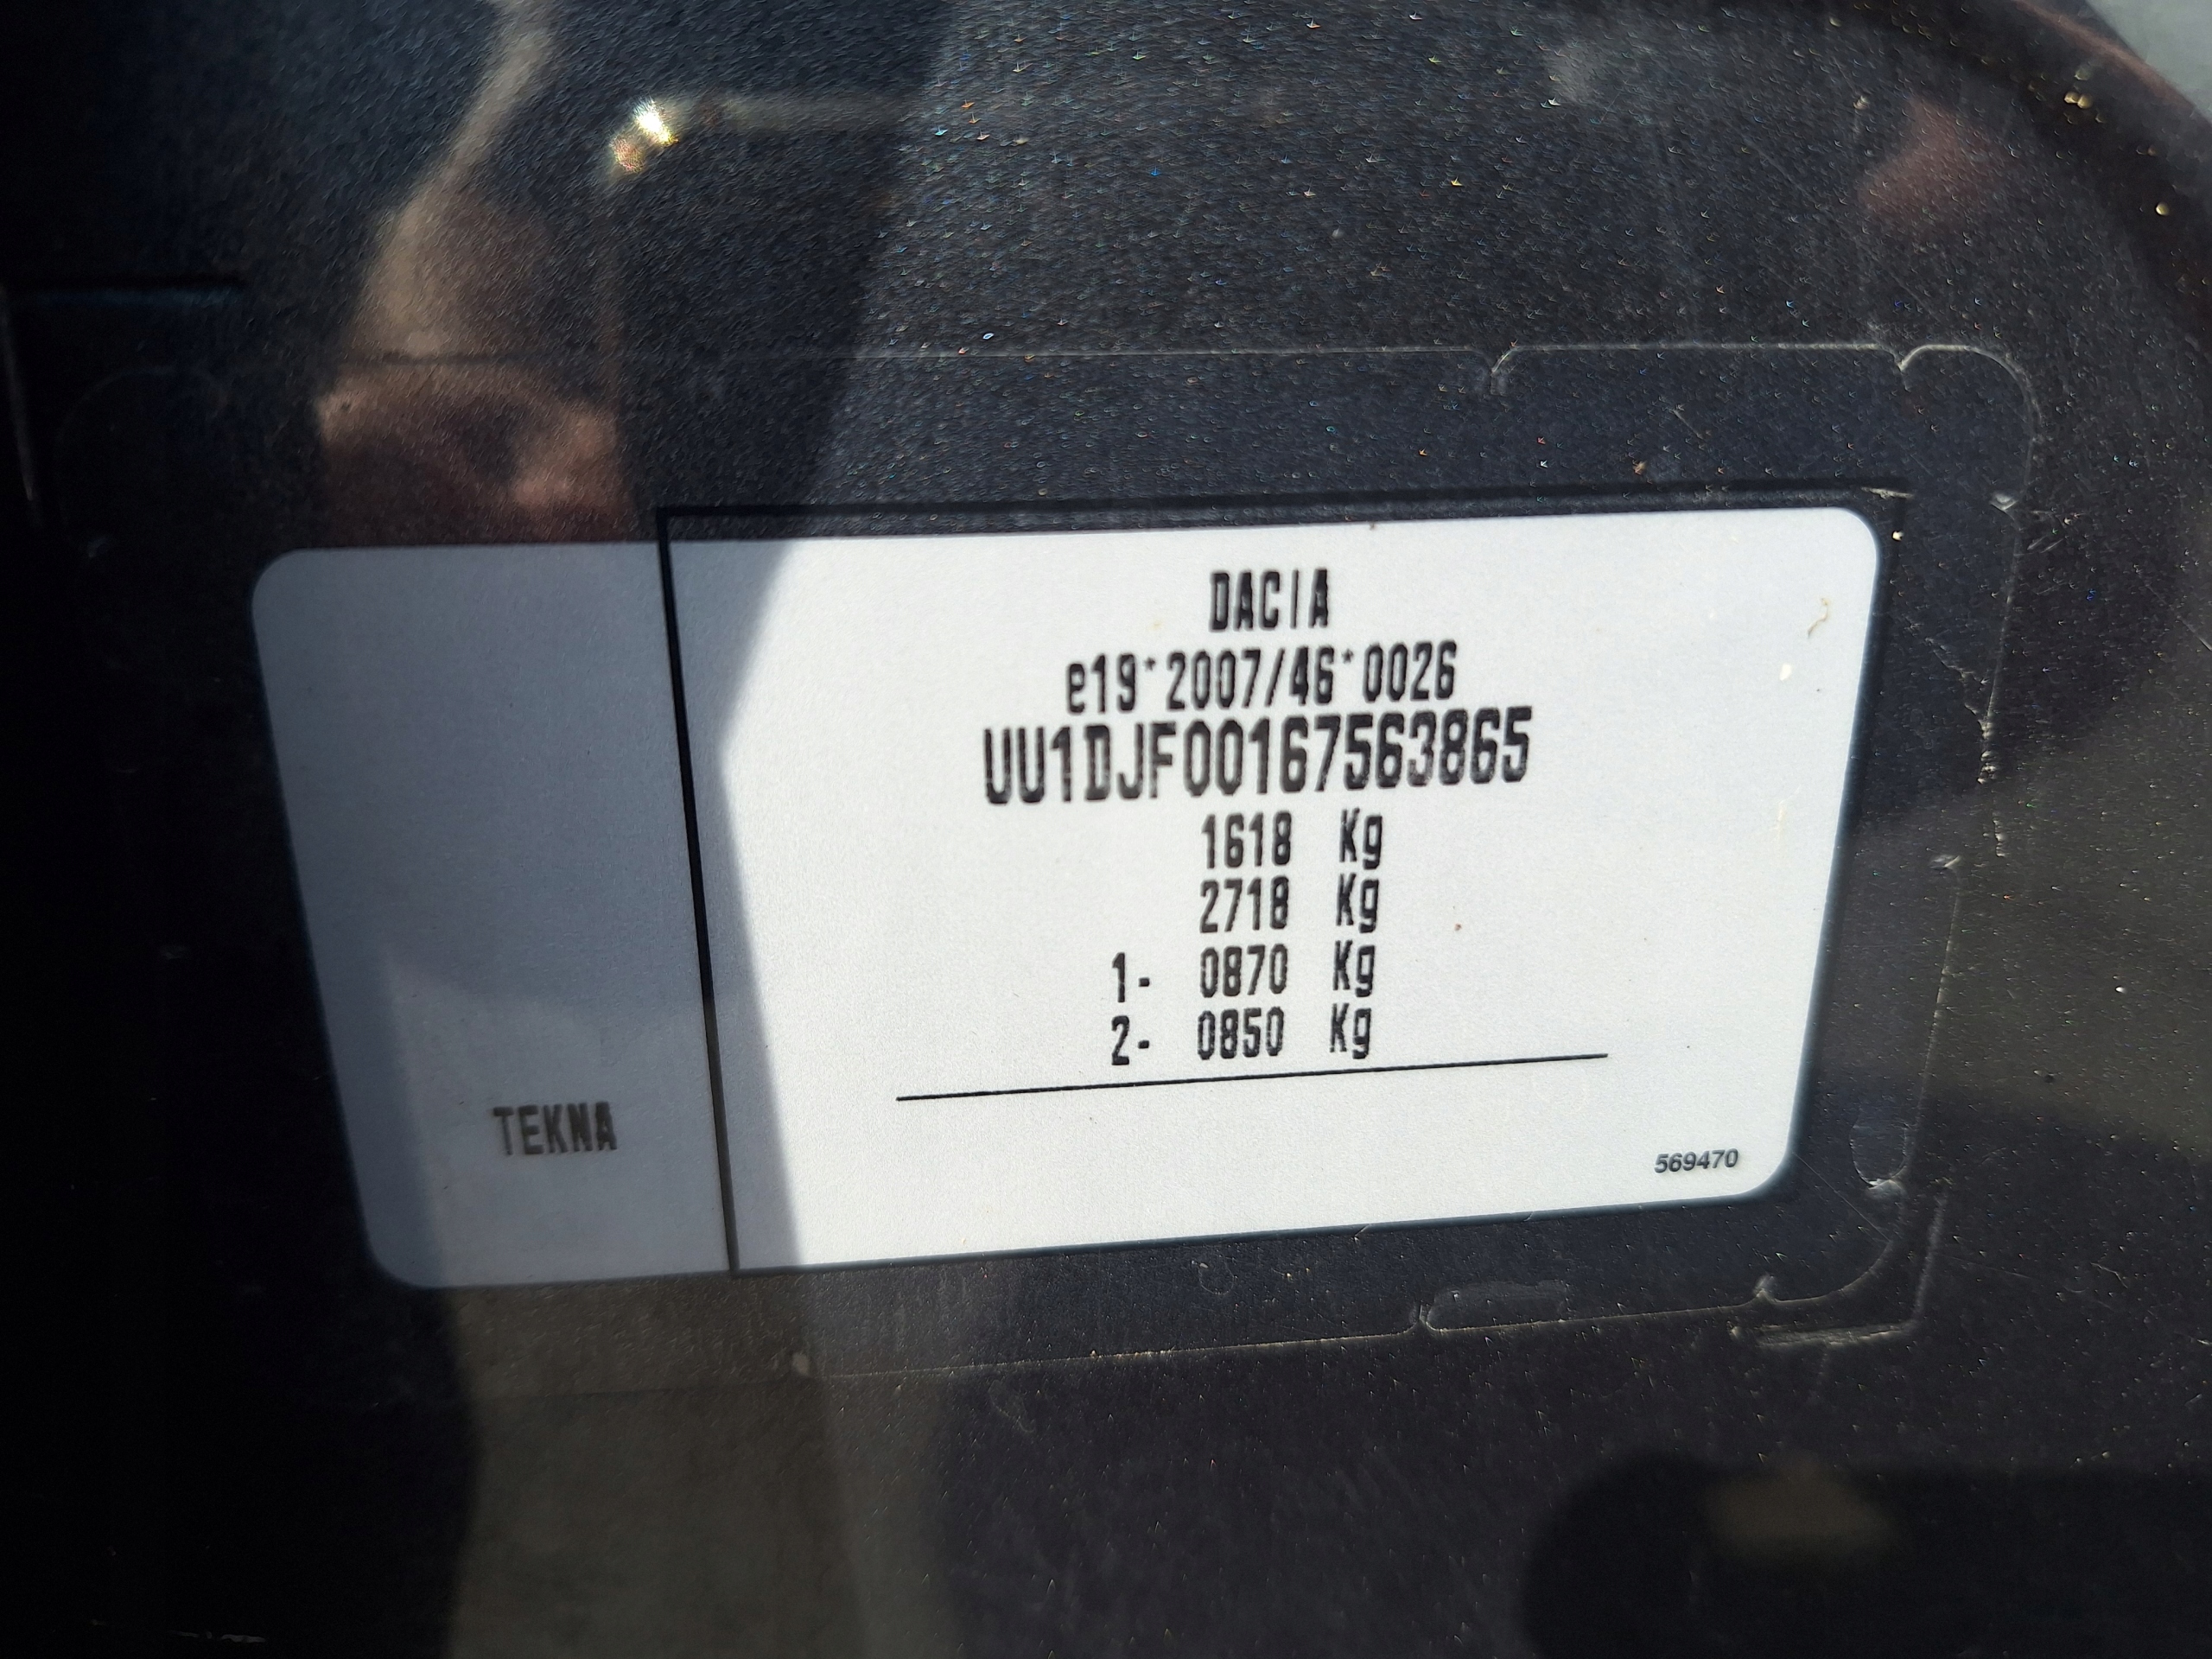 DACIA
e19*2007/46*0026
UU1DJF00167563865
1618 Kg
2718 Kg
1- 0870 Kg
2- 0850 Kg
TEKNA
569470